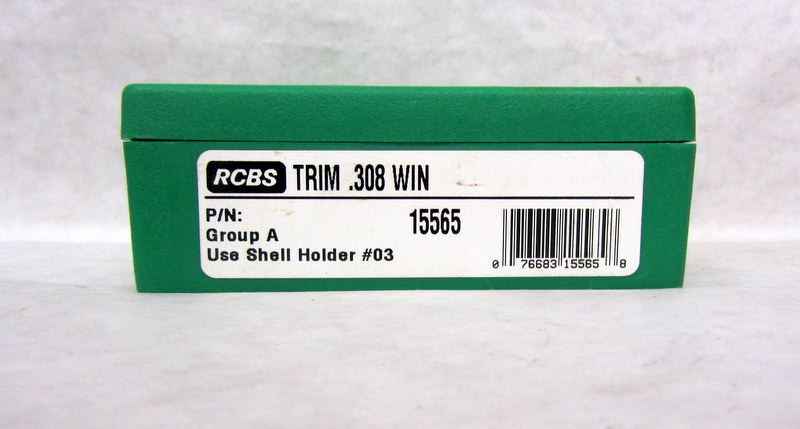 RCBS TRIM .308 WIN
P/N: 15565
Group A
Use Shell Holder #03
0 76683 15565 8